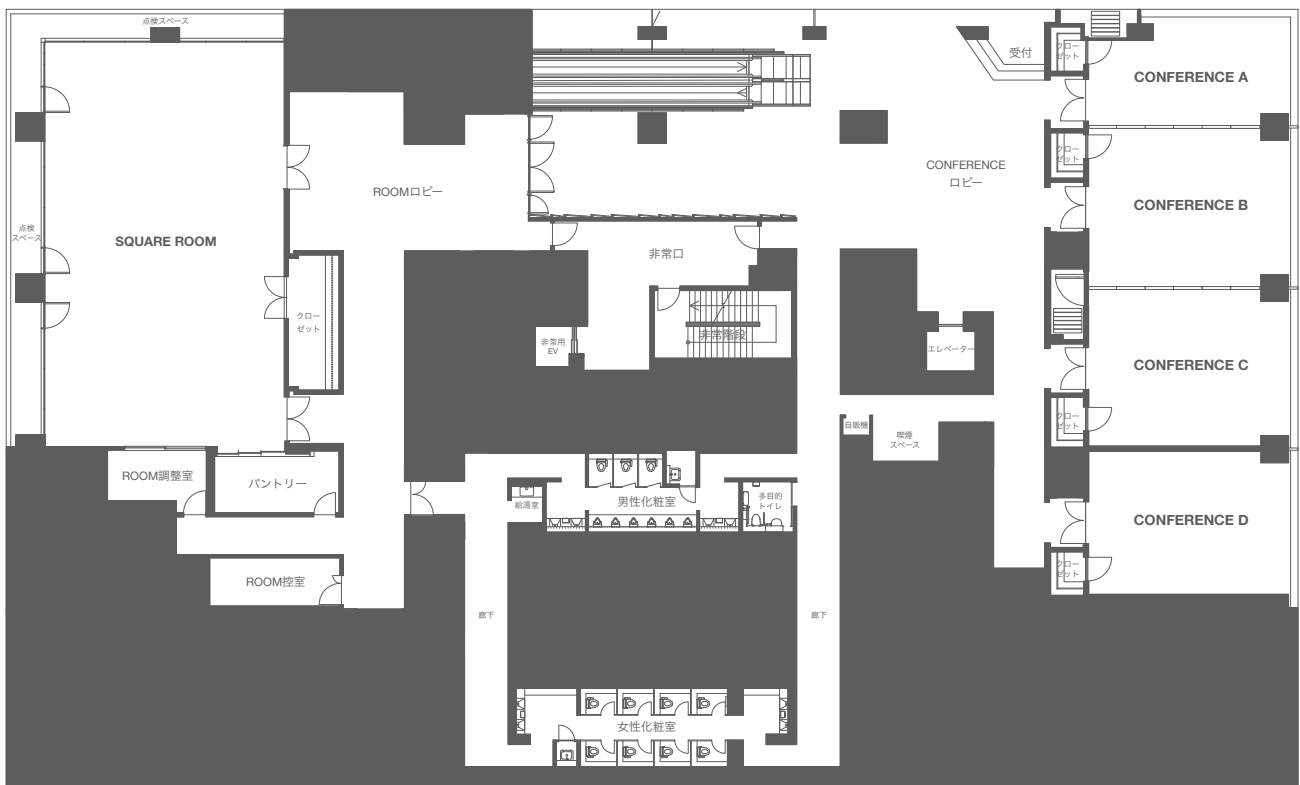 点検スペース
受付
クロー
ゼット
CONFERENCE A
クロー
ゼット
CONFERENCE
ロビー
ROOMロビー
CONFERENCE B
点検
スペース
SQUARE ROOM
非常口
クロー
ゼット
非常階段
非常用
EV
エレベーター
CONFERENCE C
クロー
ゼット
自販機
喫煙
スペース
ROOM調整室
パントリー
給湯室
男性化粧室
多目的
トイレ
CONFERENCE D
クロー
ゼット
ROOM控室
廊下
廊下
女性化粧室